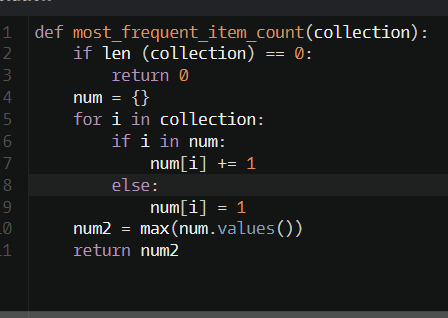 1 def most_frequent_item_count(collection):
2     if len (collection) == 0:
3         return 0
4     num = {}
5     for i in collection:
6         if i in num:
7             num[i] += 1
8         else:
9             num[i] = 1
0     num2 = max(num.values())
1     return num2